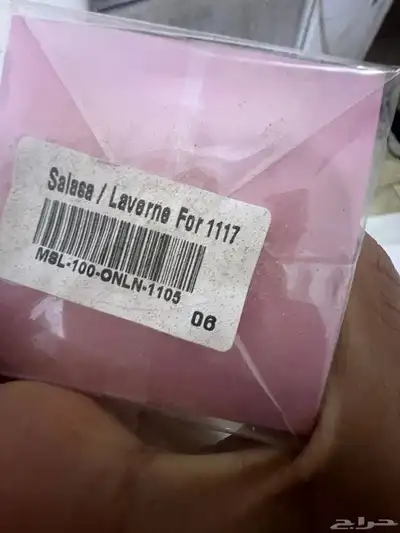 Salasa / Laverne For 1117
MSL-100-ONLN-1105
06
حراج